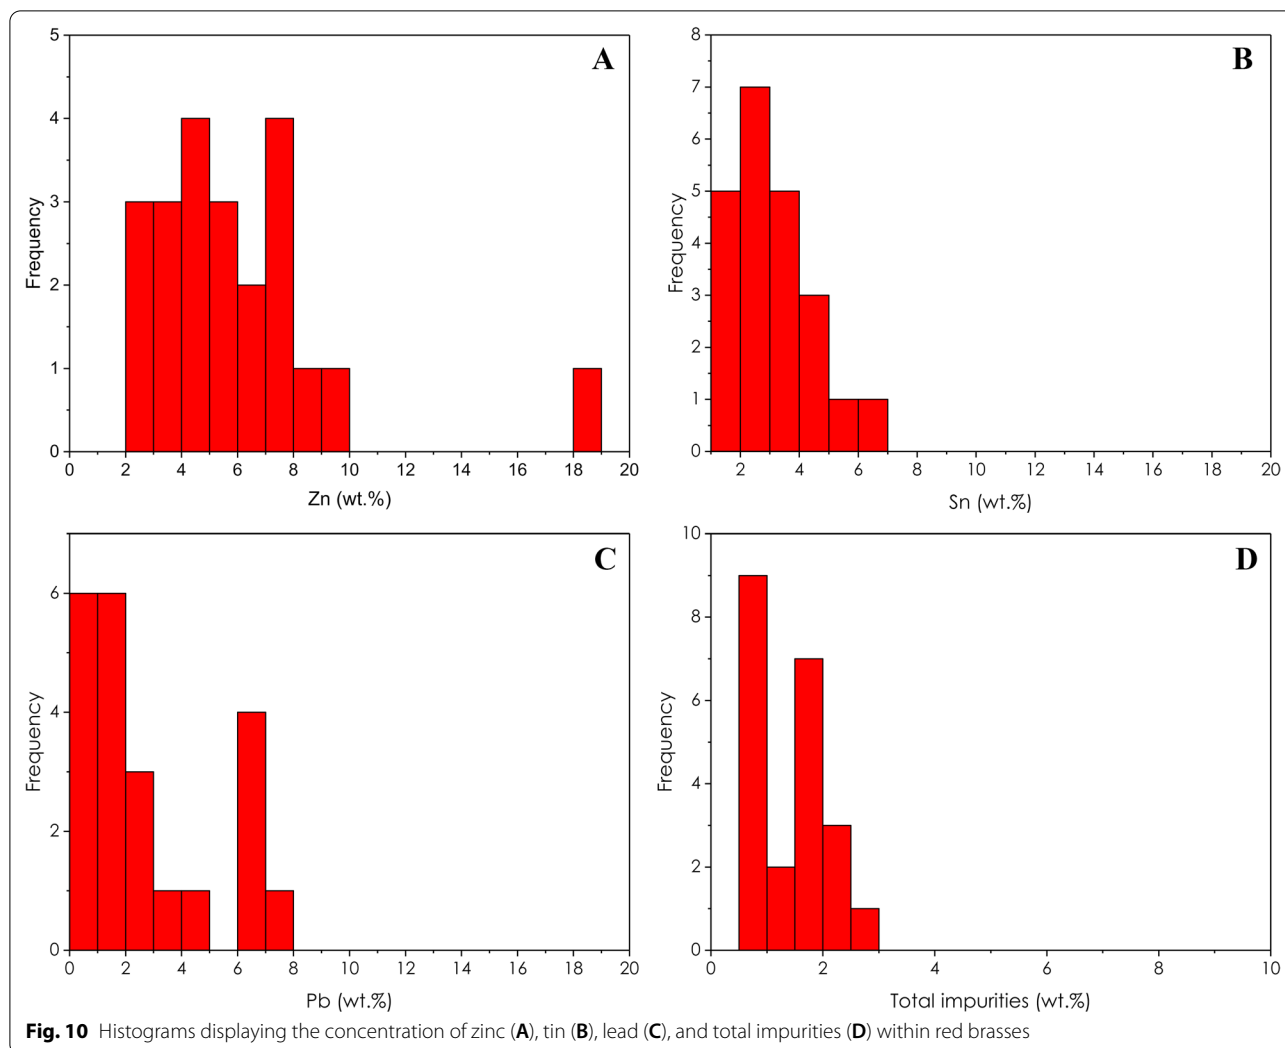 A
5
4
3
2
1
0
Frequency
0 2 4 6 8 10 12 14 16 18 20
Zn (wt.%)
B
8
7
6
5
4
3
2
1
0
Frequency
2 4 6 8 10 12 14 16 18 20
Sn (wt.%)
C
6
4
2
0
Frequency
0 2 4 6 8 10 12 14 16 18 20
Pb (wt.%)
D
10
8
6
4
2
0
Frequency
0 2 4 6 8 10
Total impurities (wt.%)
Fig. 10 Histograms displaying the concentration of zinc (A), tin (B), lead (C), and total impurities (D) within red brasses